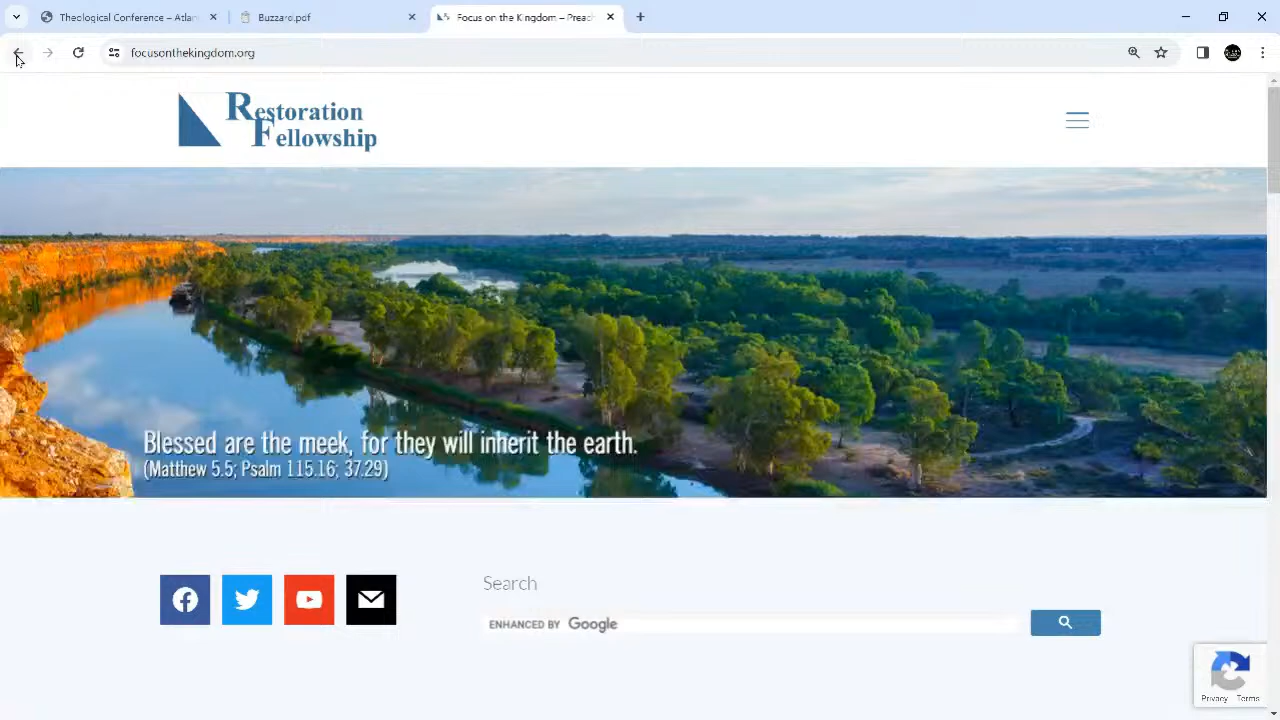 Theological Conference – Atlan
Buzzard.pdf
Focus on the Kingdom – Preach
focusonthekingdom.org
Restoration
Fellowship
Blessed are the meek, for they will inherit the earth.
(Matthew 5.5; Psalm 115.16; 37.29)
Search
ENHANCED BY Google
Privacy - Terms